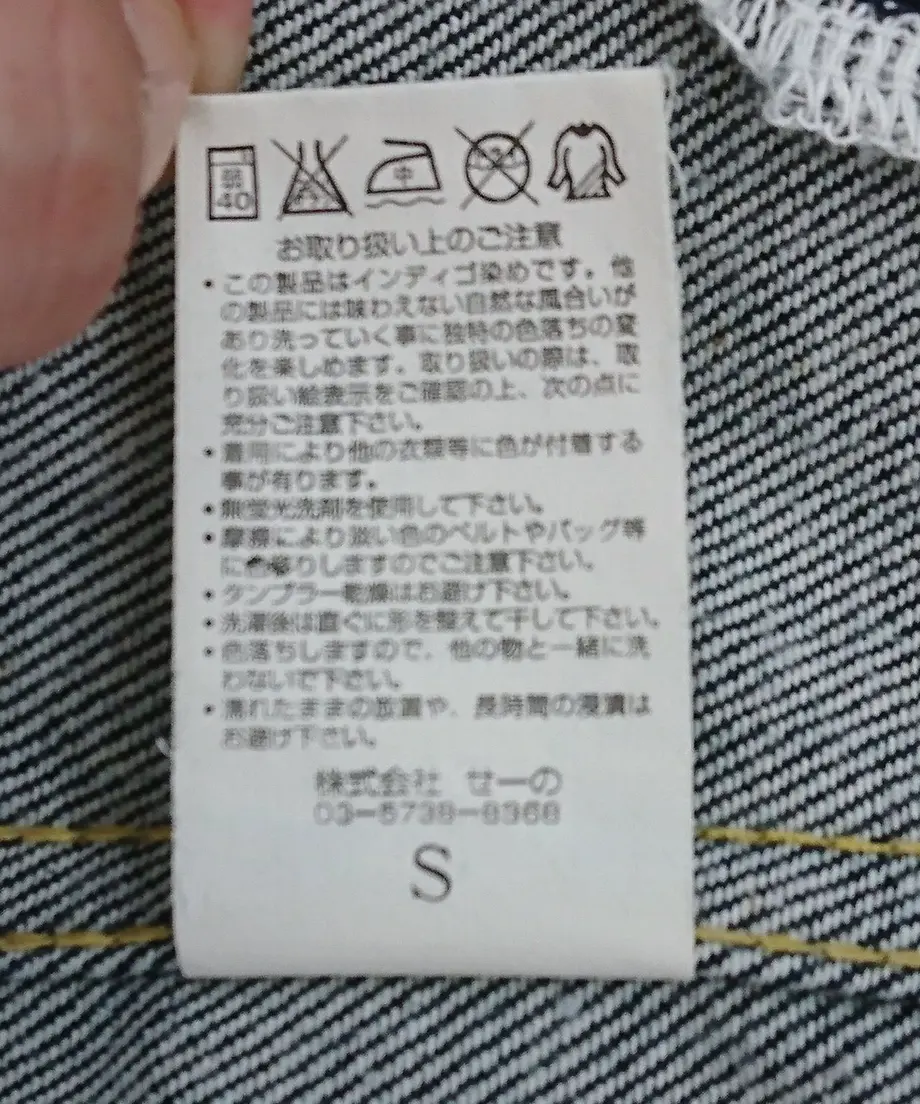 弱
40
中
お取り扱い上のご注意
・この製品はインディゴ染めです。他
の製品には味わえない自然な風合いが
あり洗っていく事に独特の色落ちの変
化を楽しめます。取り扱いの際は、取
り扱い絵表示をご確認の上、次の点に
充分ご注意下さい。
・着用により他の衣類等に色が付着する
事が有ります。
・無蛍光洗剤を使用して下さい。
・摩擦により淡い色のベルトやバッグ等
に色移りしますのでご注意下さい。
・タンブラー乾燥はお避け下さい。
・洗濯後は直ぐに形を整えて干して下さい。
・色落ちしますので、他の物と一緒に洗
わないで下さい。
・濡れたままの放置や、長時間の浸漬は
お避け下さい。
株式会社 せーの
S